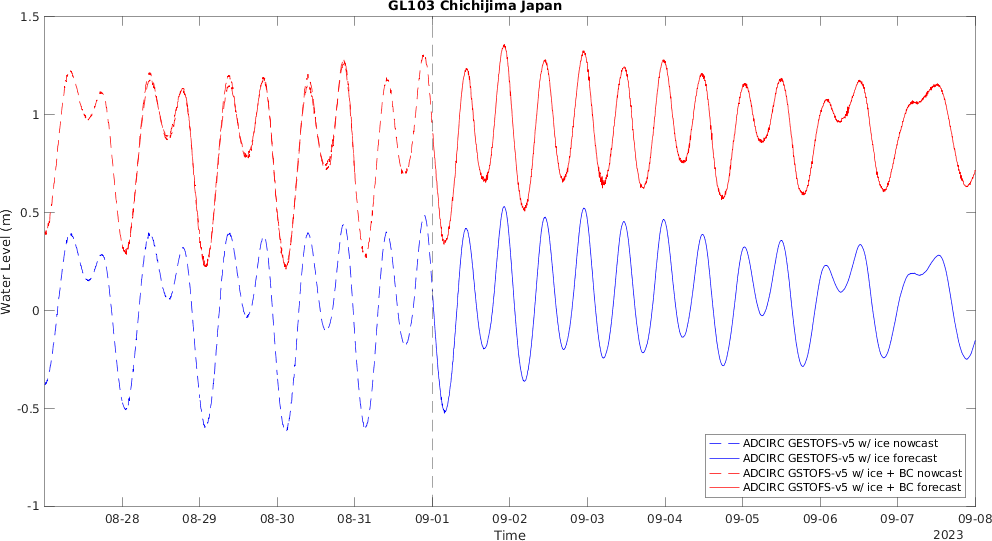 GL103 Chichijima Japan
1.5
1
0.5
0
-0.5
-1
Water Level (m)
08-28
08-29
08-30
08-31
09-01
09-02
09-03
09-04
09-05
09-06
09-07
09-08
Time
2023
ADCIRC GESTOFS-v5 w/ ice nowcast
ADCIRC GESTOFS-v5 w/ ice forecast
ADCIRC GSTOFS-v5 w/ ice + BC nowcast
ADCIRC GSTOFS-v5 w/ ice + BC forecast